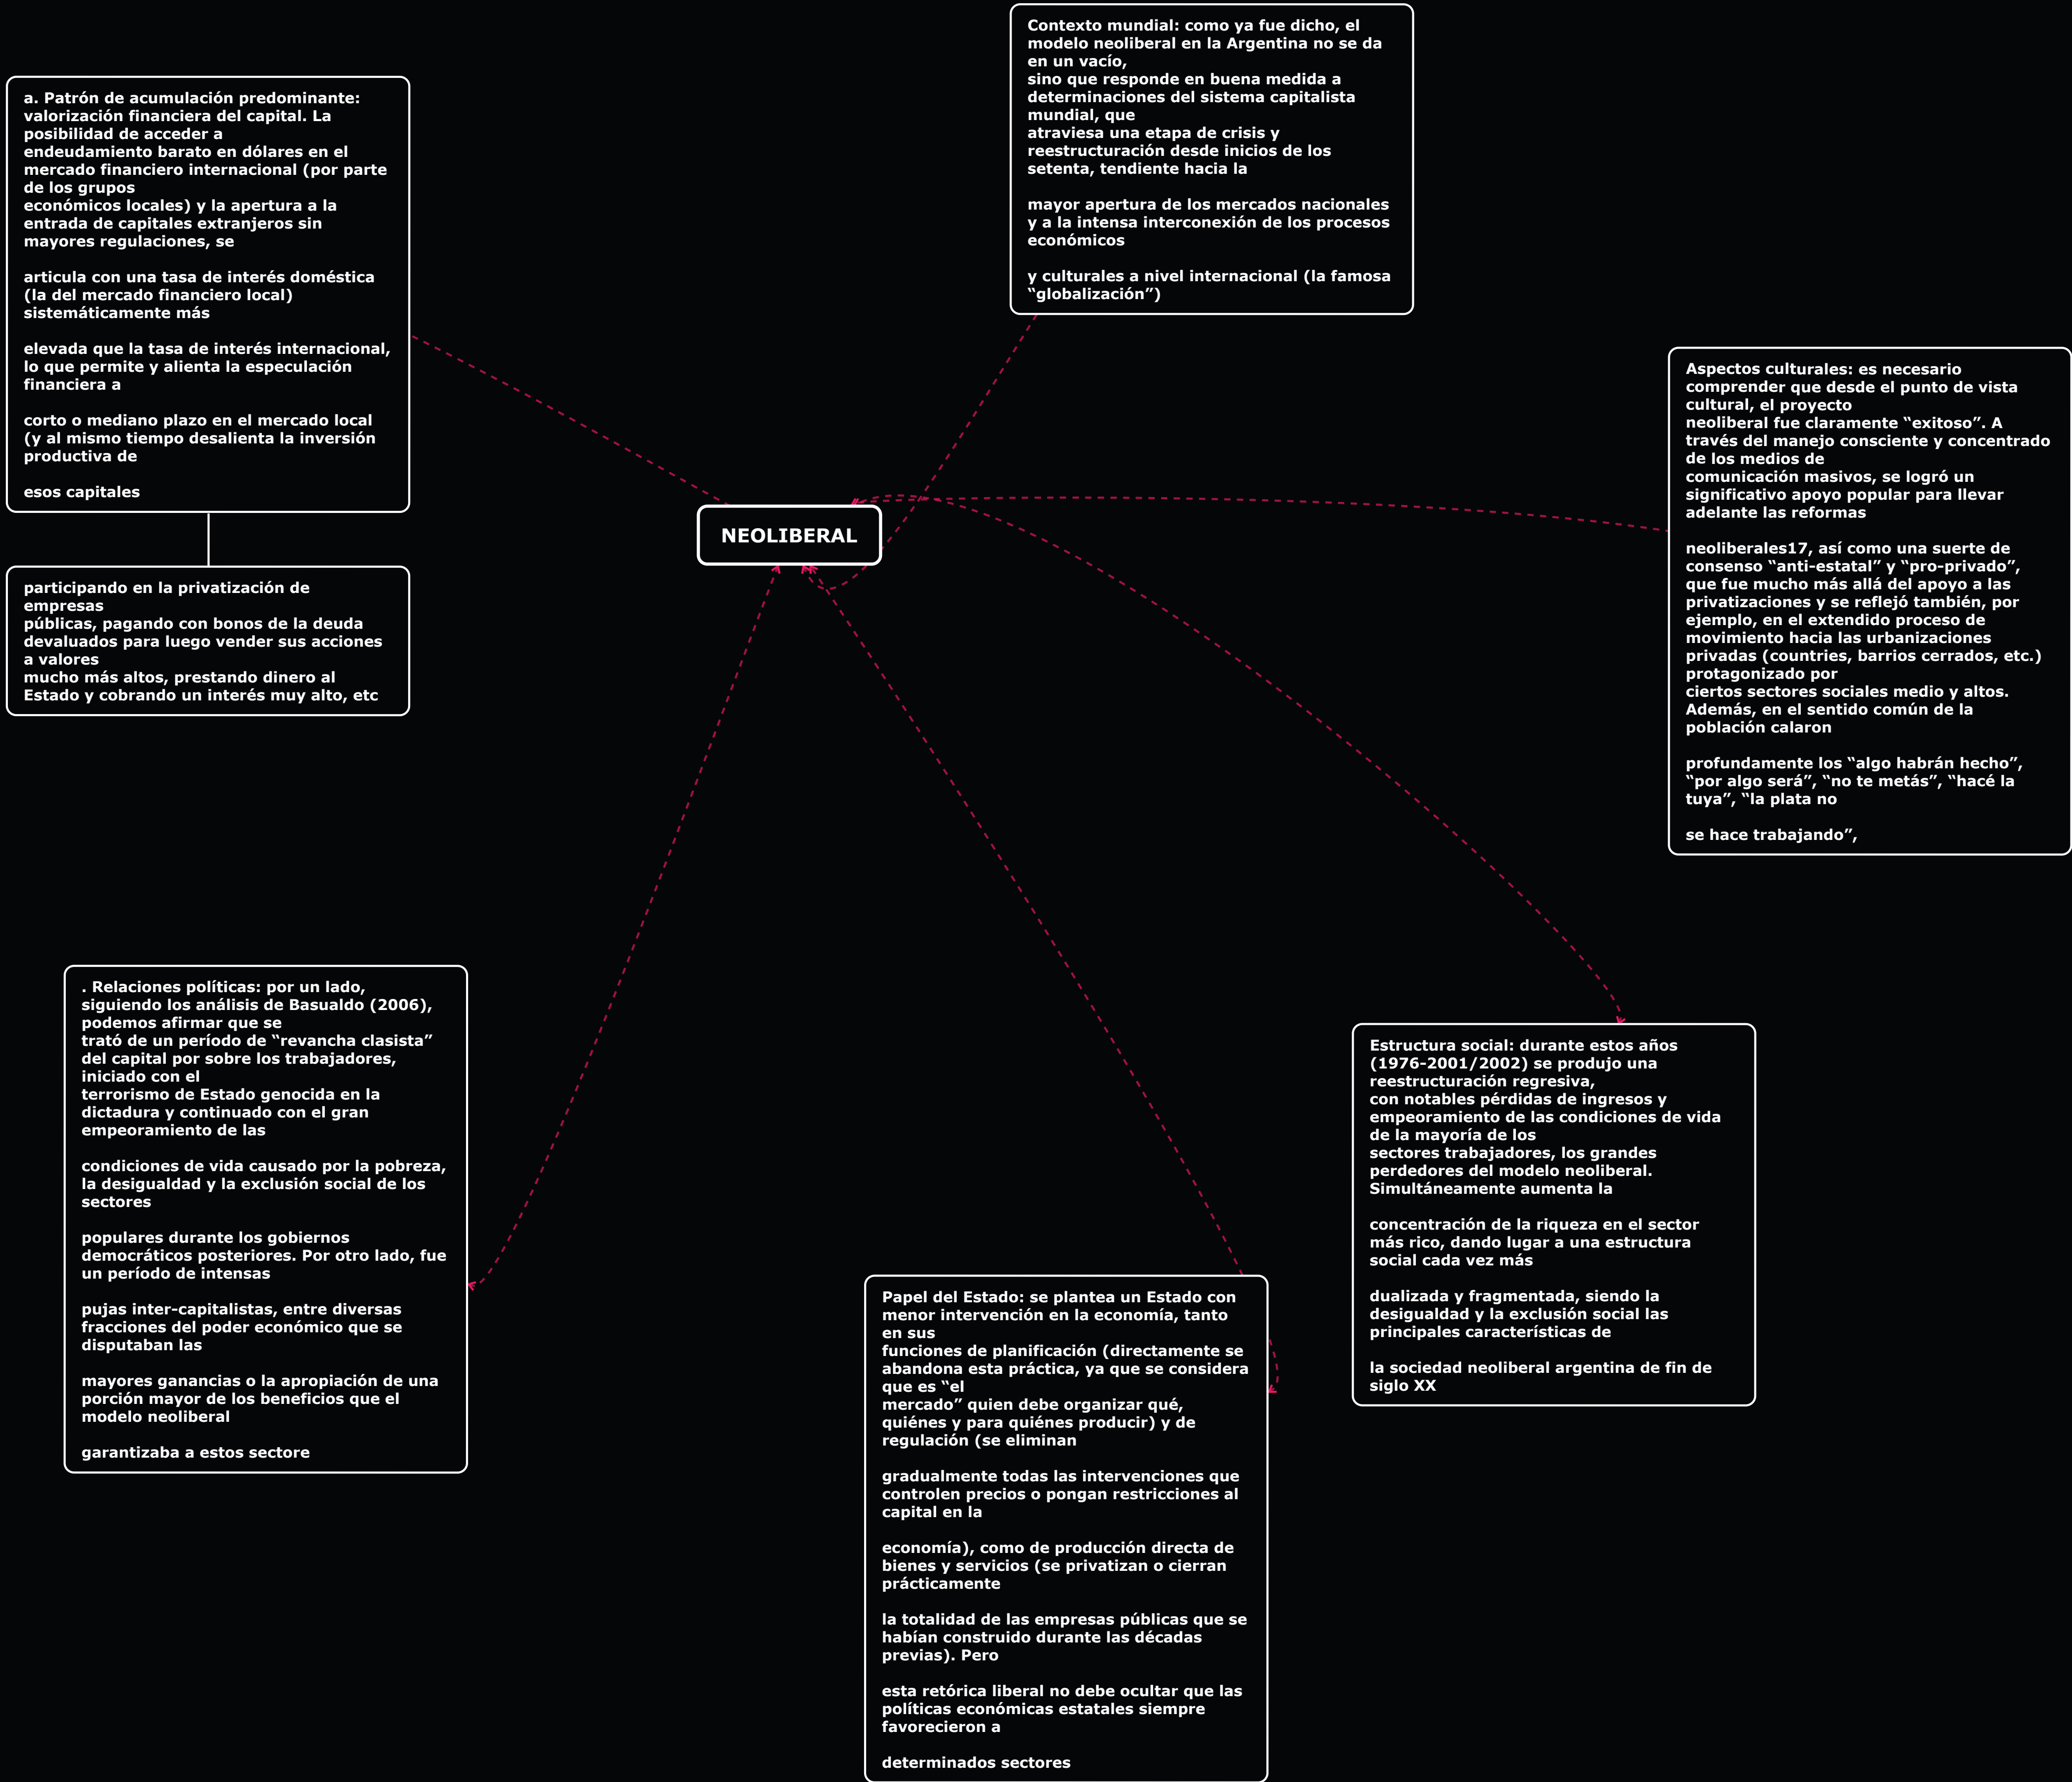 Contexto mundial: como ya fue dicho, el
modelo neoliberal en la Argentina no se da
en un vacío,
sino que responde en buena medida a
determinaciones del sistema capitalista
mundial, que
atraviesa una etapa de crisis y
reestructuración desde inicios de los
setenta, tendiente hacia la
mayor apertura de los mercados nacionales
y a la intensa interconexión de los procesos
económicos
y culturales a nivel internacional (la famosa
“globalización”)
a. Patrón de acumulación predominante:
valorización financiera del capital. La
posibilidad de acceder a
endeudamiento barato en dólares en el
mercado financiero internacional (por parte
de los grupos
económicos locales) y la apertura a la
entrada de capitales extranjeros sin
mayores regulaciones, se
articula con una tasa de interés doméstica
(la del mercado financiero local)
sistemáticamente más
elevada que la tasa de interés internacional,
lo que permite y alienta la especulación
financiera a
corto o mediano plazo en el mercado local
(y al mismo tiempo desalienta la inversión
productiva de
esos capitales
participando en la privatización de
empresas
públicas, pagando con bonos de la deuda
devaluados para luego vender sus acciones
a valores
mucho más altos, prestando dinero al
Estado y cobrando un interés muy alto, etc
NEOLIBERAL
Aspectos culturales: es necesario
comprender que desde el punto de vista
cultural, el proyecto
neoliberal fue claramente “exitoso”. A
través del manejo consciente y concentrado
de los medios de
comunicación masivos, se logró un
significativo apoyo popular para llevar
adelante las reformas
neoliberales17, así como una suerte de
consenso “anti-estatal” y “pro-privado”,
que fue mucho más allá del apoyo a las
privatizaciones y se reflejó también, por
ejemplo, en el extendido proceso de
movimiento hacia las urbanizaciones
privadas (countries, barrios cerrados, etc.)
protagonizado por
ciertos sectores sociales medio y altos.
Además, en el sentido común de la
población calaron
profundamente los “algo habrán hecho”,
“por algo será”, “no te metás”, “hacé la
tuya”, “la plata no
se hace trabajando”,
. Relaciones políticas: por un lado,
siguiendo los análisis de Basualdo (2006),
podemos afirmar que se
trató de un período de “revancha clasista”
del capital por sobre los trabajadores,
iniciado con el
terrorismo de Estado genocida en la
dictadura y continuado con el gran
empeoramiento de las
condiciones de vida causado por la pobreza,
la desigualdad y la exclusión social de los
sectores
populares durante los gobiernos
democráticos posteriores. Por otro lado, fue
un período de intensas
pujas inter-capitalistas, entre diversas
fracciones del poder económico que se
disputaban las
mayores ganancias o la apropiación de una
porción mayor de los beneficios que el
modelo neoliberal
garantizaba a estos sectore
Estructura social: durante estos años
(1976-2001/2002) se produjo una
reestructuración regresiva,
con notables pérdidas de ingresos y
empeoramiento de las condiciones de vida
de la mayoría de los
sectores trabajadores, los grandes
perdedores del modelo neoliberal.
Simultáneamente aumenta la
concentración de la riqueza en el sector
más rico, dando lugar a una estructura
social cada vez más
dualizada y fragmentada, siendo la
desigualdad y la exclusión social las
principales características de
la sociedad neoliberal argentina de fin de
siglo XX
Papel del Estado: se plantea un Estado con
menor intervención en la economía, tanto
en sus
funciones de planificación (directamente se
abandona esta práctica, ya que se considera
que es “el
mercado” quien debe organizar qué,
quiénes y para quiénes producir) y de
regulación (se eliminan
gradualmente todas las intervenciones que
controlen precios o pongan restricciones al
capital en la
economía), como de producción directa de
bienes y servicios (se privatizan o cierran
prácticamente
la totalidad de las empresas públicas que se
habían construido durante las décadas
previas). Pero
esta retórica liberal no debe ocultar que las
políticas económicas estatales siempre
favorecieron a
determinados sectores